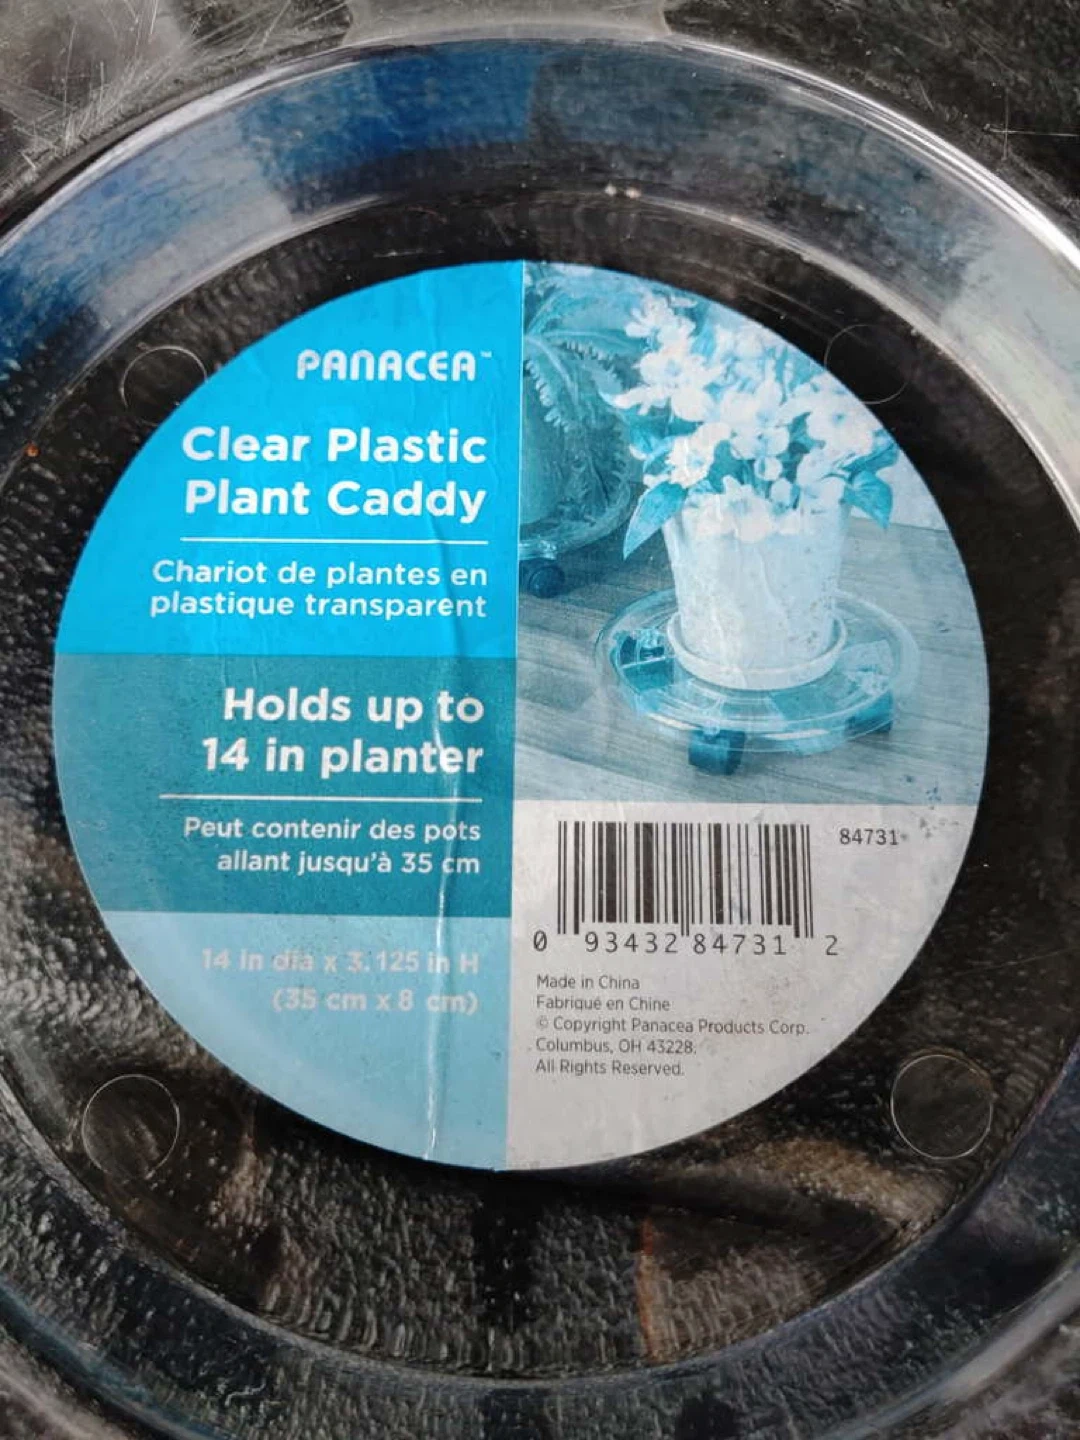 PANACEA™
Clear Plastic
Plant Caddy
Chariot de plantes en
plastique transparent
Holds up to
14 in planter
Peut contenir des pots
allant jusqu'à 35 cm
14 in dia x 3.125 in H
(35 cm x 8 cm)
84731
0 93432 84731 2
Made in China
Fabriqué en Chine
© Copyright Panacea Products Corp.
Columbus, OH 43228.
All Rights Reserved.